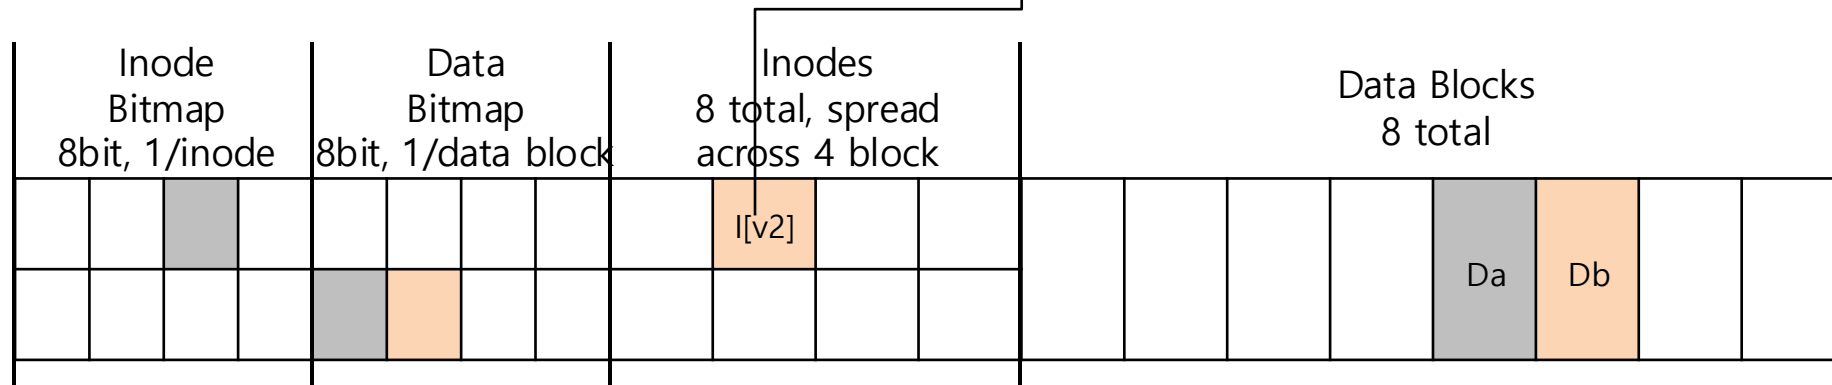 Inode
Bitmap
8bit, 1/inode
Data
Bitmap
8bit, 1/data block
Inodes
8 total, spread
across 4 block
Data Blocks
8 total
I[v2]
Da
Db